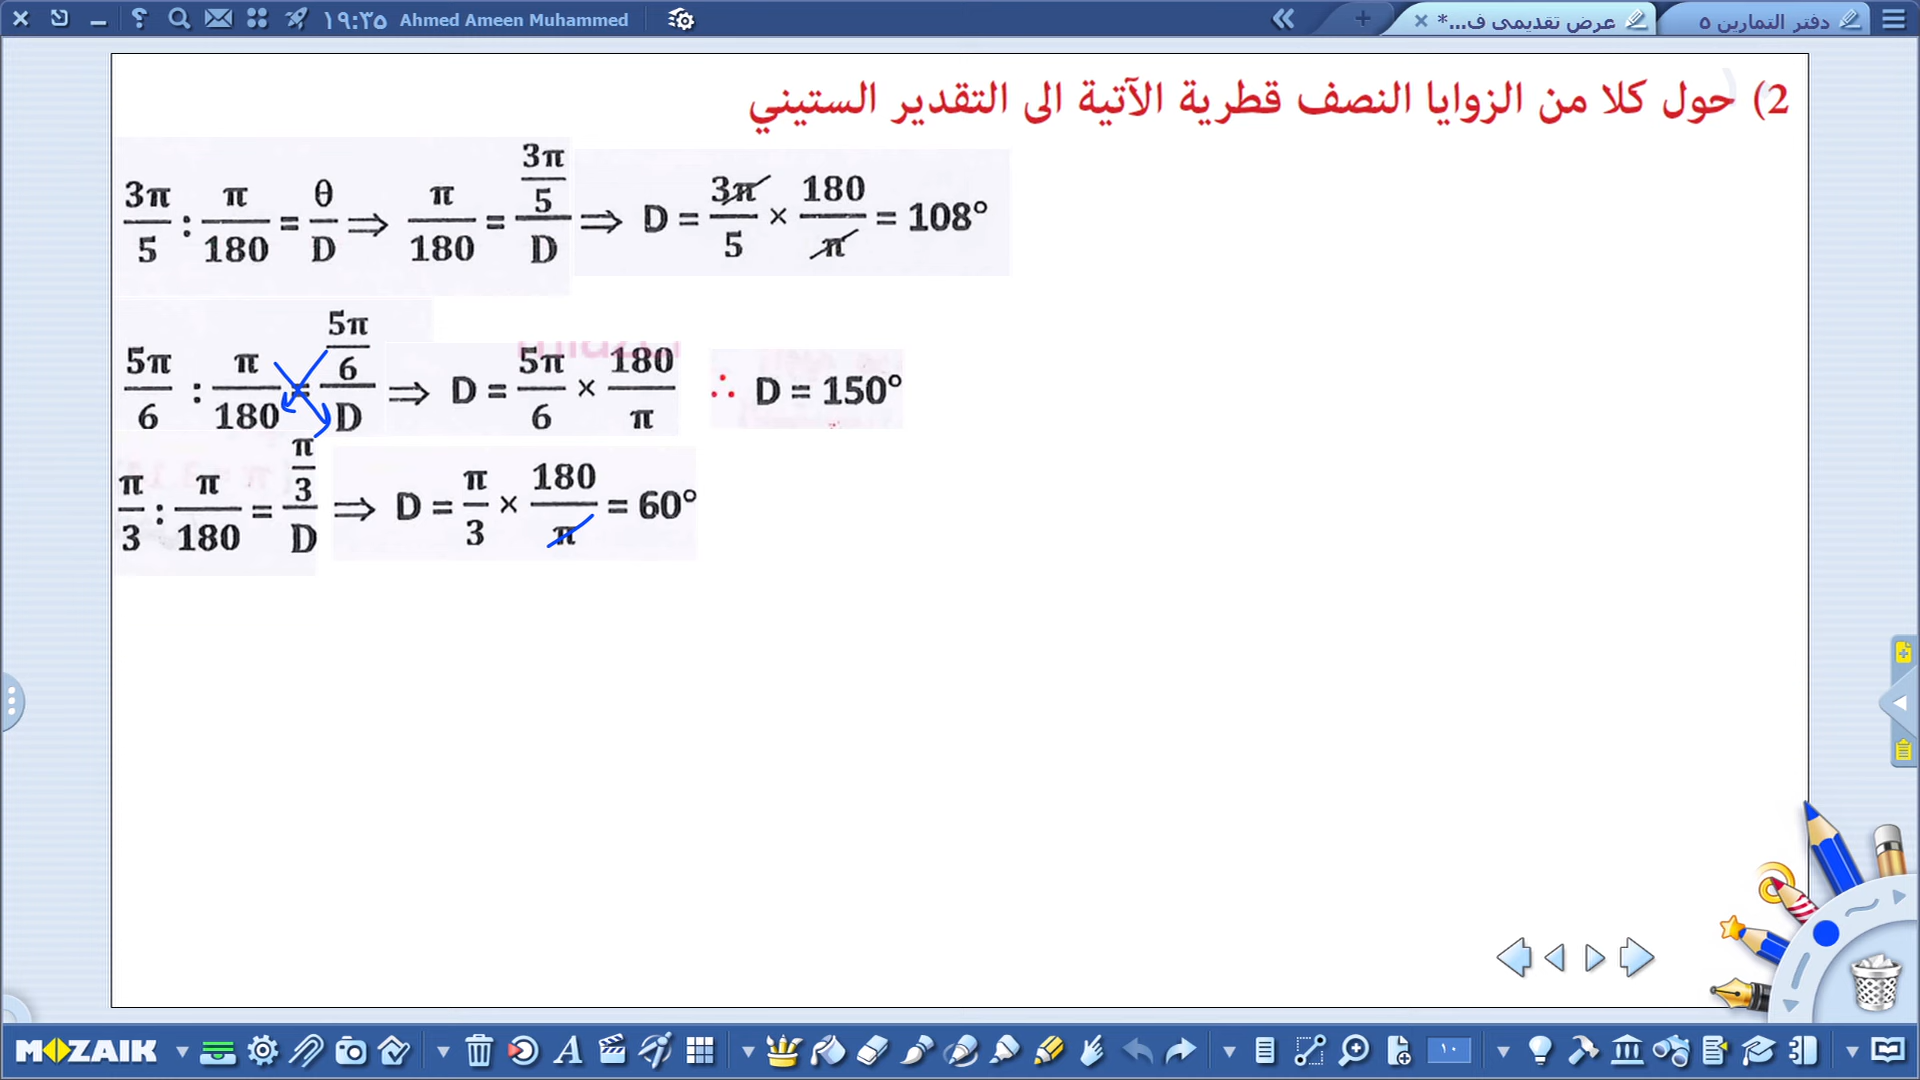 Ahmed Ameen Muhammed ١٩:٣٥
دفتر التمارين ٥
عرض تقديمى ف...*
2) حول كلا من الزوايا النصف قطرية الآتية الى التقدير الستيني
3π/5 : π/180 = θ/D ⇒ π/180 = (3π/5)/D ⇒ D = 3π/5 × 180/π = 108°
5π/6 : π/180 = (5π/6)/D ⇒ D = 5π/6 × 180/π ∴ D = 150°
π/3 : π/180 = (π/3)/D ⇒ D = π/3 × 180/π = 60°
MOZAIK
١٠